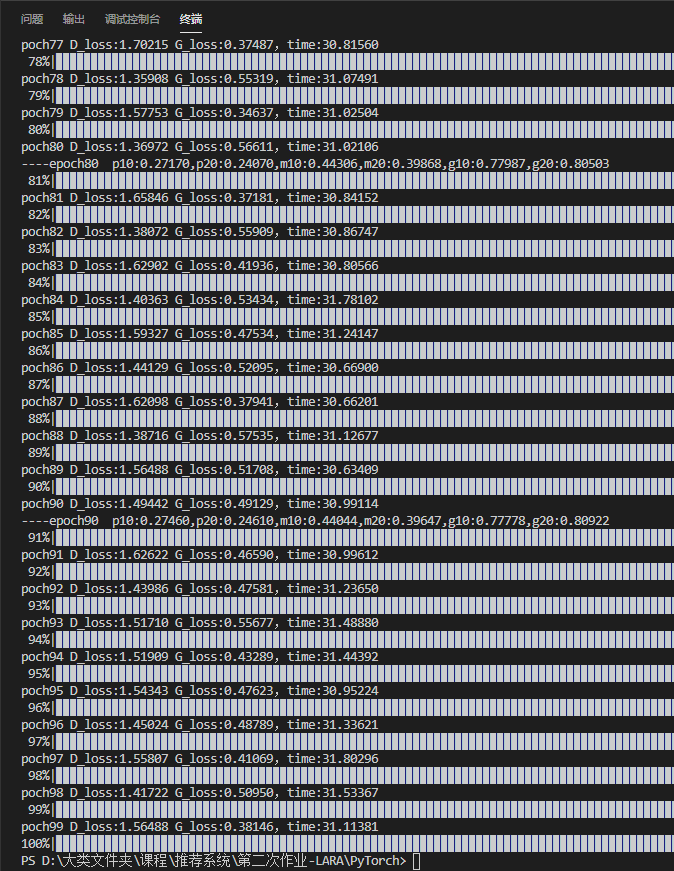 问题 输出 调试控制台 终端
poch77 D_loss:1.70215 G_loss:0.37487, time:30.81560
78%|
poch78 D_loss:1.35908 G_loss:0.55319, time:31.07491
79%|
poch79 D_loss:1.57753 G_loss:0.34637, time:31.02504
80%|
poch80 D_loss:1.36972 G_loss:0.56611, time:31.02106
----epoch80  p10:0.27170,p20:0.24070,m10:0.44306,m20:0.39868,g10:0.77987,g20:0.80503
81%|
poch81 D_loss:1.65846 G_loss:0.37181, time:30.84152
82%|
poch82 D_loss:1.38072 G_loss:0.55909, time:30.86747
83%|
poch83 D_loss:1.62902 G_loss:0.41936, time:30.80566
84%|
poch84 D_loss:1.40363 G_loss:0.53434, time:31.78102
85%|
poch85 D_loss:1.59327 G_loss:0.47534, time:31.24147
86%|
poch86 D_loss:1.44129 G_loss:0.52095, time:30.66900
87%|
poch87 D_loss:1.62098 G_loss:0.37941, time:30.66201
88%|
poch88 D_loss:1.38716 G_loss:0.57535, time:31.12677
89%|
poch89 D_loss:1.56488 G_loss:0.51708, time:30.63409
90%|
poch90 D_loss:1.49442 G_loss:0.49129, time:30.99114
----epoch90  p10:0.27460,p20:0.24610,m10:0.44044,m20:0.39647,g10:0.77778,g20:0.80922
91%|
poch91 D_loss:1.62622 G_loss:0.46590, time:30.99612
92%|
poch92 D_loss:1.43986 G_loss:0.47581, time:31.23650
93%|
poch93 D_loss:1.51710 G_loss:0.55677, time:31.48880
94%|
poch94 D_loss:1.51909 G_loss:0.43289, time:31.44392
95%|
poch95 D_loss:1.54343 G_loss:0.47623, time:30.95224
96%|
poch96 D_loss:1.45024 G_loss:0.48789, time:31.33621
97%|
poch97 D_loss:1.55807 G_loss:0.41069, time:31.80296
98%|
poch98 D_loss:1.41722 G_loss:0.50950, time:31.53367
99%|
poch99 D_loss:1.56488 G_loss:0.38146, time:31.11381
100%|
PS D:\大类文件夹\课程\推荐系统\第二次作业-LARA\PyTorch>